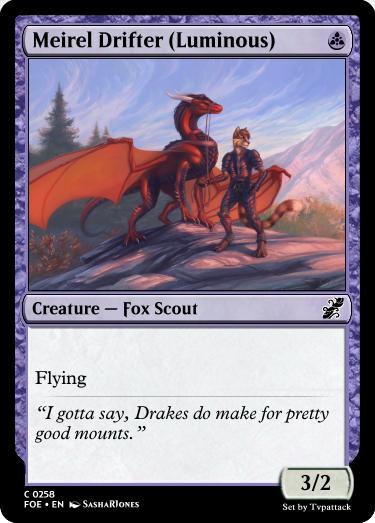 Meirel Drifter (Luminous)
Creature — Fox Scout
Flying
“I gotta say, Drakes do make for pretty
good mounts.”
3/2
C 0258
FOE • EN SashaRJones
Set by Tvpattack